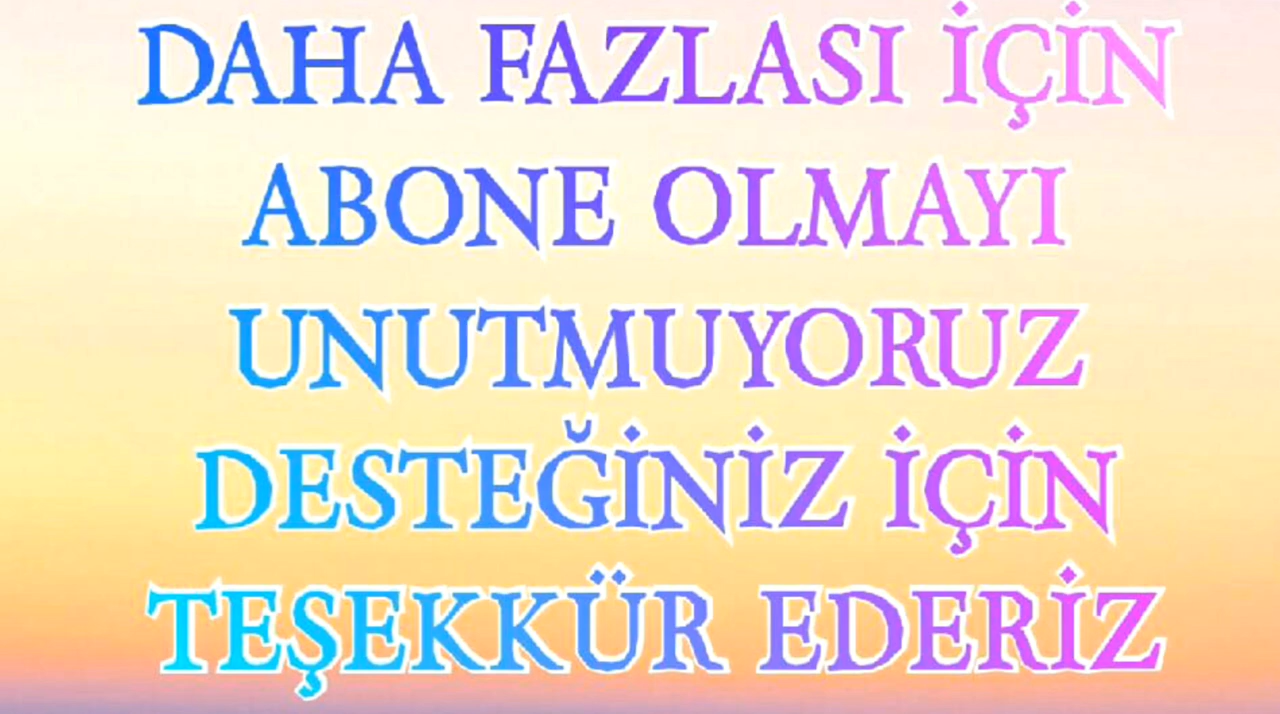 DAHA FAZLASI İÇİN
ABONE OLMAYI
UNUTMUYORUZ
DESTEĞİNİZ İÇİN
TEŞEKKÜR EDERİZ